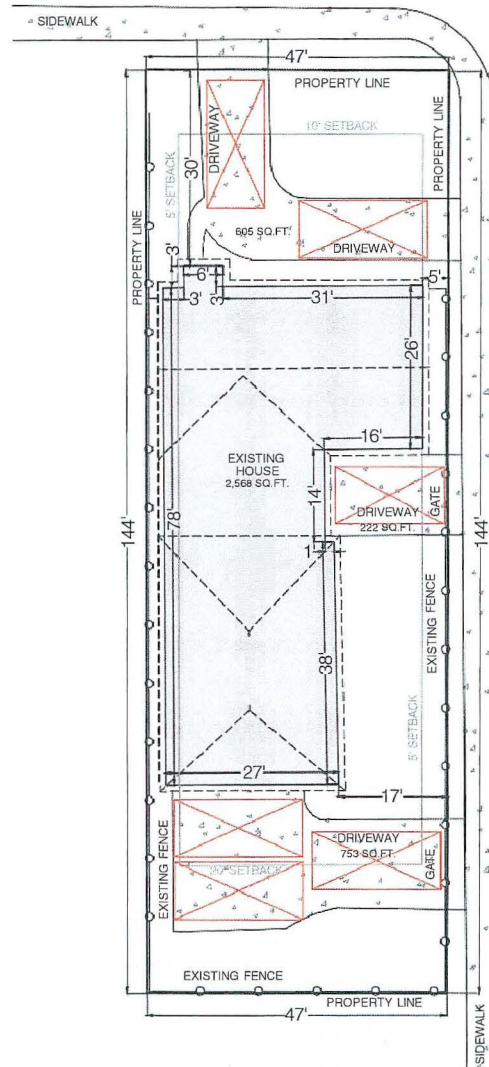 SIDEWALK
47'
PROPERTY LINE
10' SETBACK
DRIVEWAY
30'
5' SETBACK
PROPERTY LINE
PROPERTY LINE
605 SQ.FT.
DRIVEWAY
3'
6'
5'
3'
3'
31'
26'
16'
EXISTING
HOUSE
2,568 SQ.FT.
14'
DRIVEWAY
222 SQ.FT.
GATE
144'
78'
144'
1'
EXISTING FENCE
38'
5' SETBACK
27'
17'
DRIVEWAY
753 SQ.FT.
GATE
20' SETBACK
EXISTING FENCE
EXISTING FENCE
PROPERTY LINE
47'
SIDEWALK